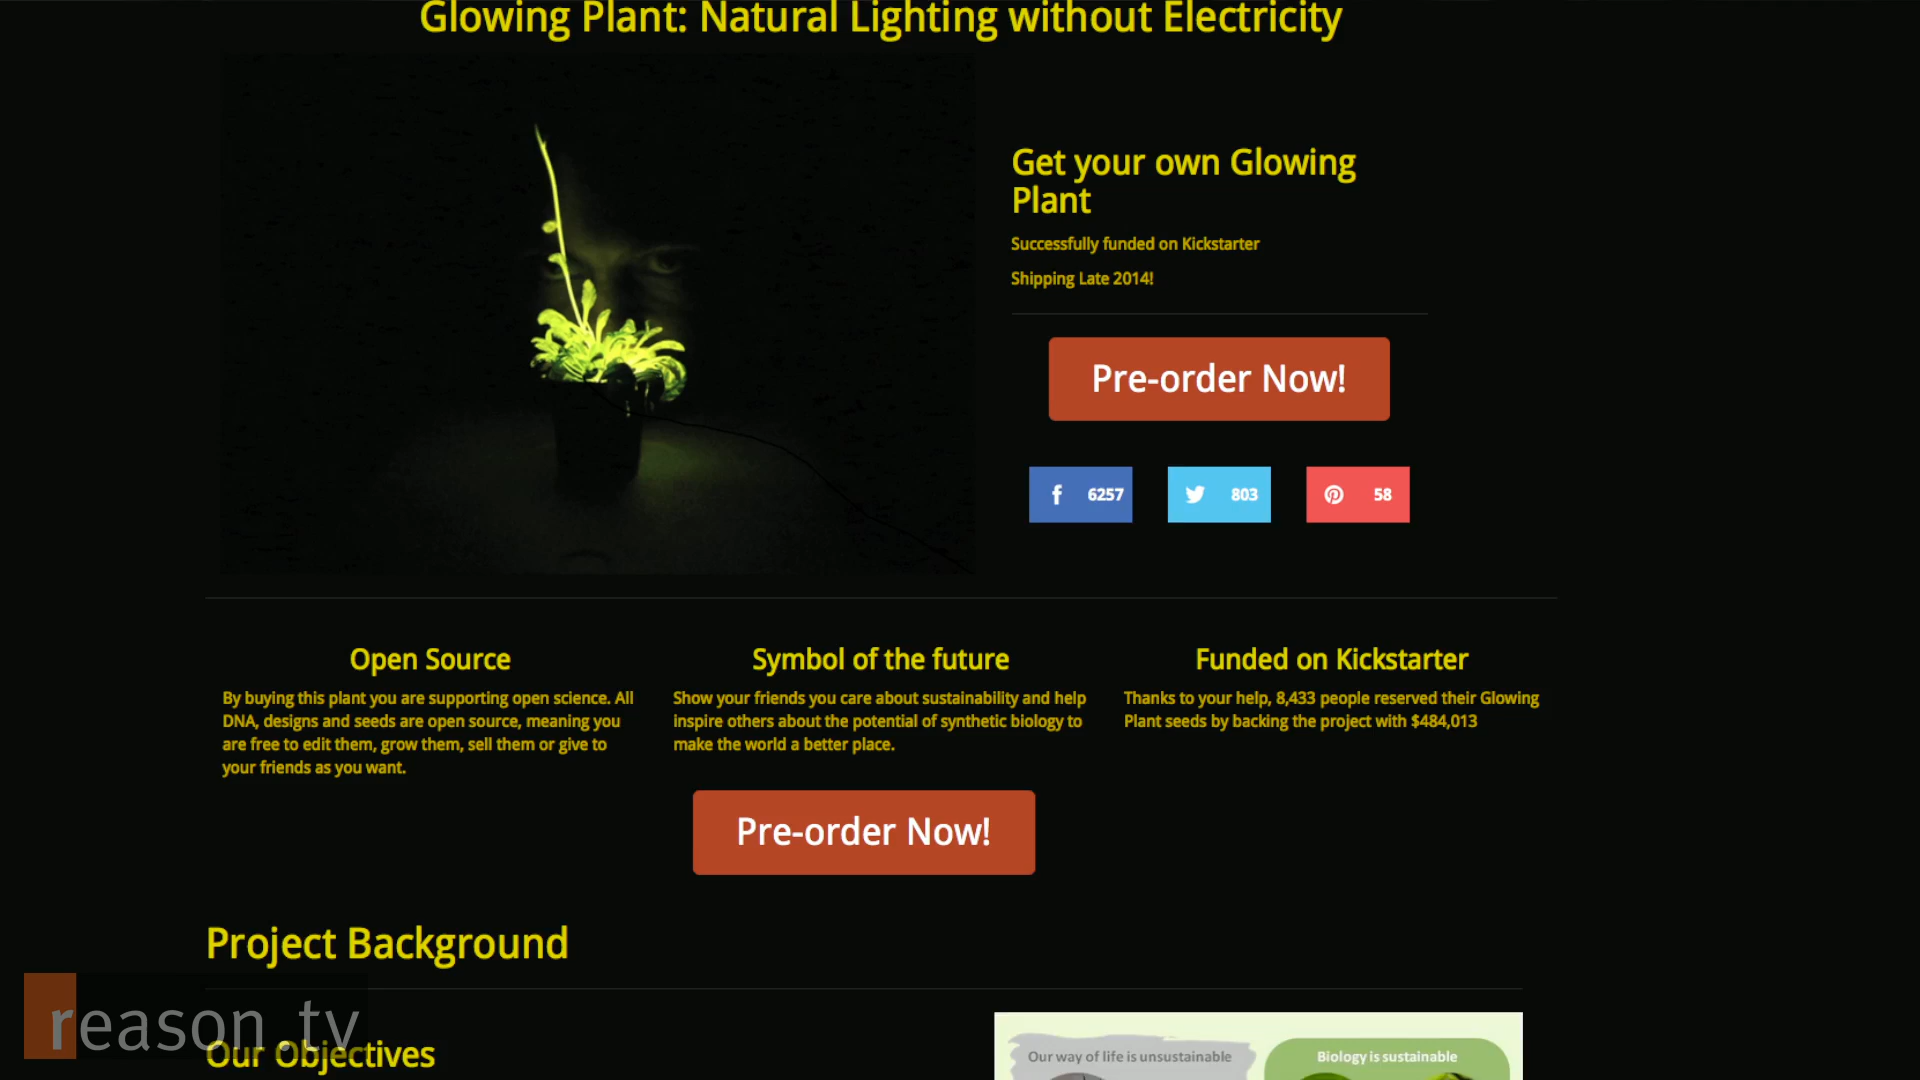 Glowing Plant: Natural Lighting without Electricity
Get your own Glowing
Plant
Successfully funded on Kickstarter
Shipping Late 2014!
Pre-order Now!
6257
803
58
Open Source
By buying this plant you are supporting open science. All
DNA, designs and seeds are open source, meaning you
are free to edit them, grow them, sell them or give to
your friends as you want.
Symbol of the future
Show your friends you care about sustainability and help
inspire others about the potential of synthetic biology to
make the world a better place.
Funded on Kickstarter
Thanks to your help, 8,433 people reserved their Glowing
Plant seeds by backing the project with $484,013
Pre-order Now!
Project Background
reason.tv
Our Objectives
Our way of life is unsustainable
Biology is sustainable